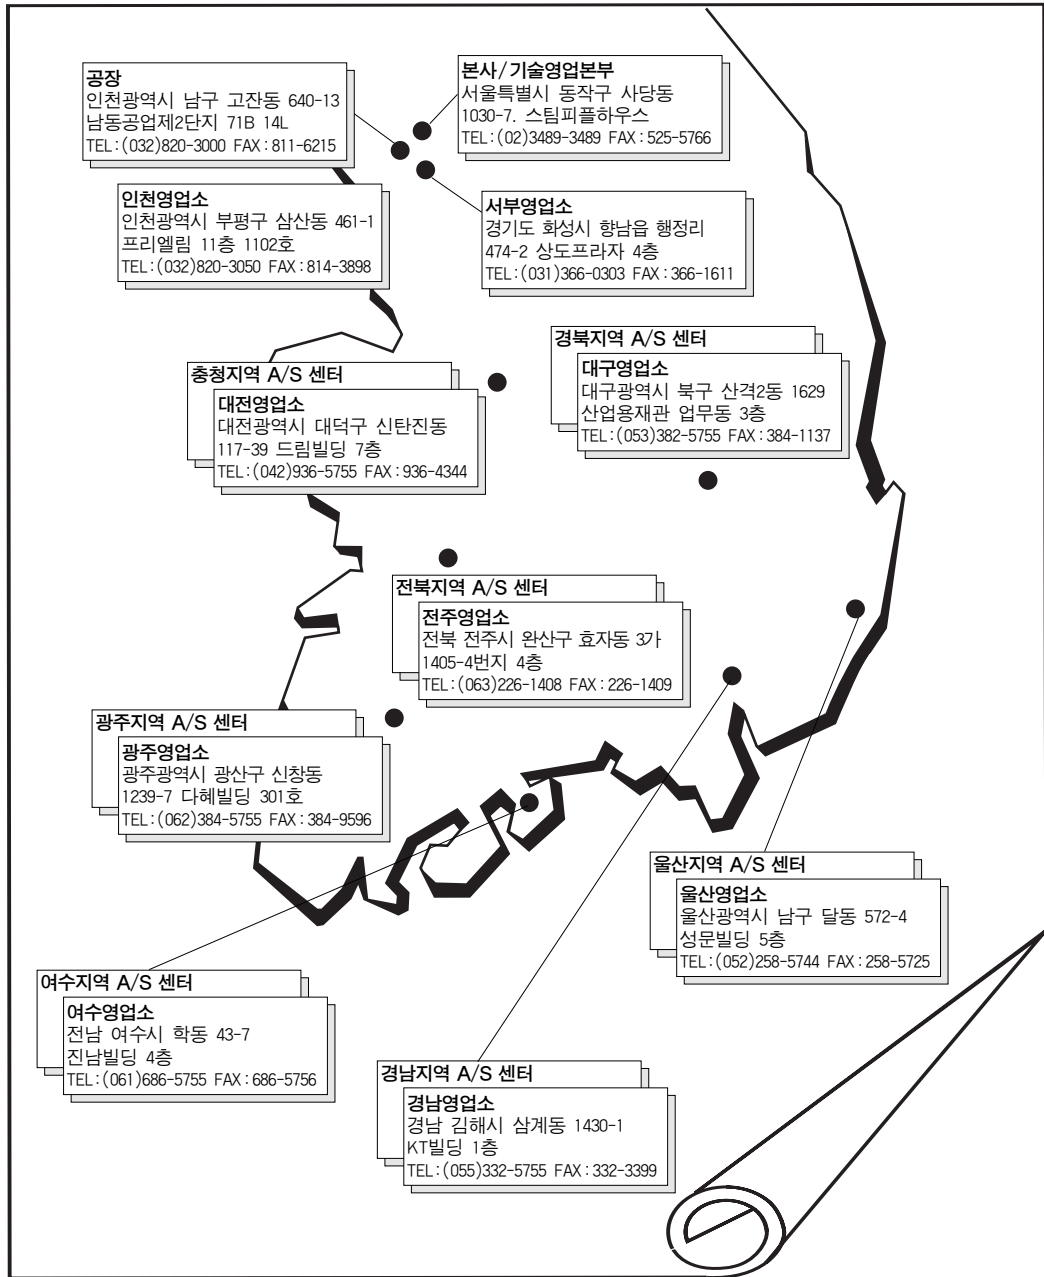 공장
인천광역시 남구 고잔동 640-13
남동공업제2단지 71B 14L
TEL:(032)820-3000 FAX:811-6215
본사/기술영업본부
서울특별시 동작구 사당동
1030-7. 스팀피플하우스
TEL:(02)3489-3489 FAX:525-5766
인천영업소
인천광역시 부평구 삼산동 461-1
프리엘림 11층 1102호
TEL:(032)820-3050 FAX:814-3898
서부영업소
경기도 화성시 향남읍 행정리
474-2 상도프라자 4층
TEL:(031)366-0303 FAX:366-1611
충청지역 A/S 센터
대전영업소
대전광역시 대덕구 신탄진동
117-39 드림빌딩 7층
TEL:(042)936-5755 FAX:936-4344
경북지역 A/S 센터
대구영업소
대구광역시 북구 산격2동 1629
산업용재관 업무동 3층
TEL:(053)382-5755 FAX:384-1137
전북지역 A/S 센터
전주영업소
전북 전주시 완산구 효자동 3가
1405-4번지 4층
TEL:(063)226-1408 FAX:226-1409
광주지역 A/S 센터
광주영업소
광주광역시 광산구 신창동
1239-7 다혜빌딩 301호
TEL:(062)384-5755 FAX:384-9596
울산지역 A/S 센터
울산영업소
울산광역시 남구 달동 572-4
성문빌딩 5층
TEL:(052)258-5744 FAX:258-5725
여수지역 A/S 센터
여수영업소
전남 여수시 학동 43-7
진남빌딩 4층
TEL:(061)686-5755 FAX:686-5756
경남지역 A/S 센터
경남영업소
경남 김해시 삼계동 1430-1
KT빌딩 1층
TEL:(055)332-5755 FAX:332-3399